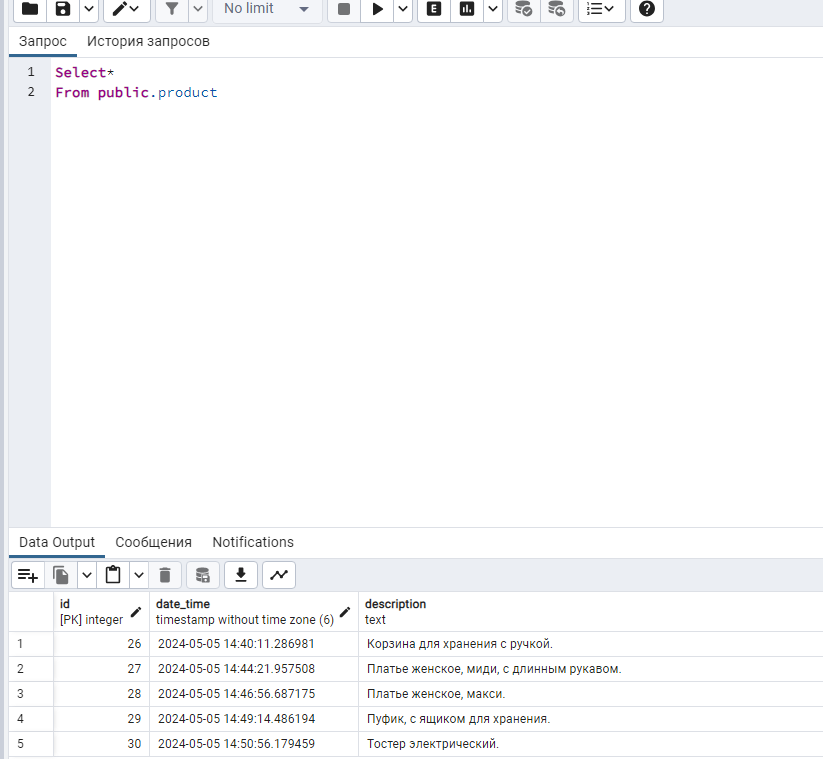 No limit
E
Запрос История запросов
1 Select*
2 From public.product
Data Output Сообщения Notifications
id date_time description
[PK] integer timestamp without time zone (6) text
1 26 2024-05-05 14:40:11.286981 Корзина для хранения с ручкой.
2 27 2024-05-05 14:44:21.957508 Платье женское, миди, с длинным рукавом.
3 28 2024-05-05 14:46:56.687175 Платье женское, макси.
4 29 2024-05-05 14:49:14.486194 Пуфик, с ящиком для хранения.
5 30 2024-05-05 14:50:56.179459 Тостер электрический.